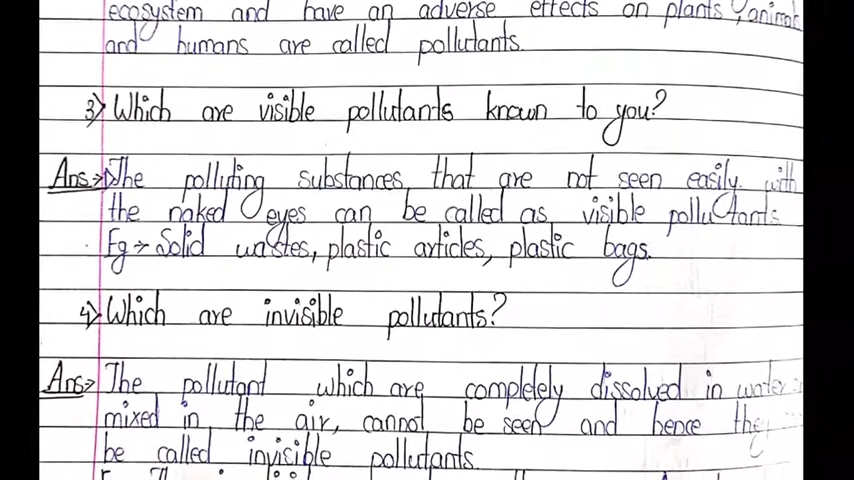 ecosystem and have an adverse effects on plants, animals
and humans are called pollutants.
3) Which are visible pollutants known to you?
Ans:→ The polluting substances that are not seen easily with
the naked eyes can be called as visible pollutants
Eg → Solid wastes, plastic articles, plastic bags.
4) Which are invisible pollutants?
Ans:→ The pollutant which are completely dissolved in water
mixed in the air, cannot be seen and hence they
be called invisible pollutants.